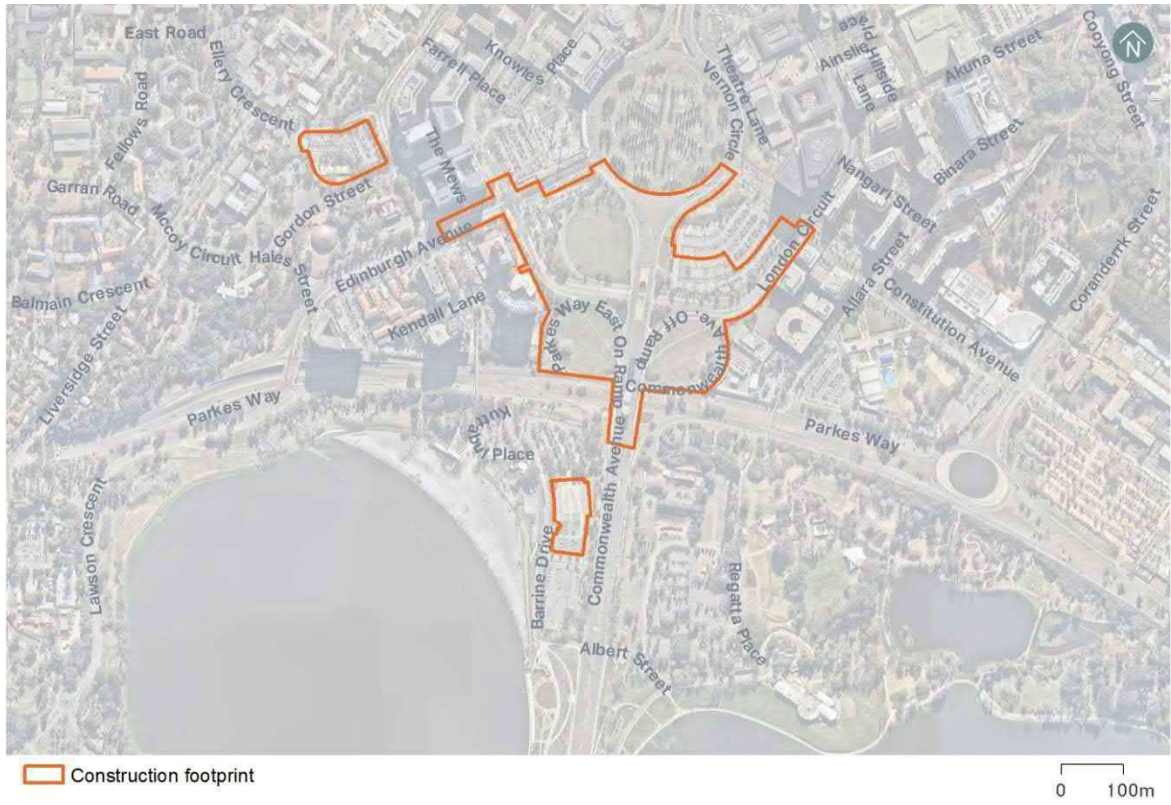 East Road
Ellery Crescent
Fellows Road
Garran Road
Mccoy Circuit
Balmain Crescent
Liversidge Street
Lawson Crescent
Gordon Street
Hales Street
Edinburgh Avenue
Kendall Lane
The Mews
Farrell Place
Knowles Place
Theatre Lane
Vernon Circle
Ainslie Place
Hillside Lane
Akuna Street
Cooyong Street
Binara Street
Nangari Street
London Circuit
Allara Street
Constitution Avenue
Coranderrk Street
Parkes Way East On Ramp
Commonwealth Ave. Off Ramp
Parkes Way
Parkes Way
Kuttabul Place
Commonwealth Avenue
Barrine Drive
Albert Street
Regatta Place
N
Construction footprint
0 100m